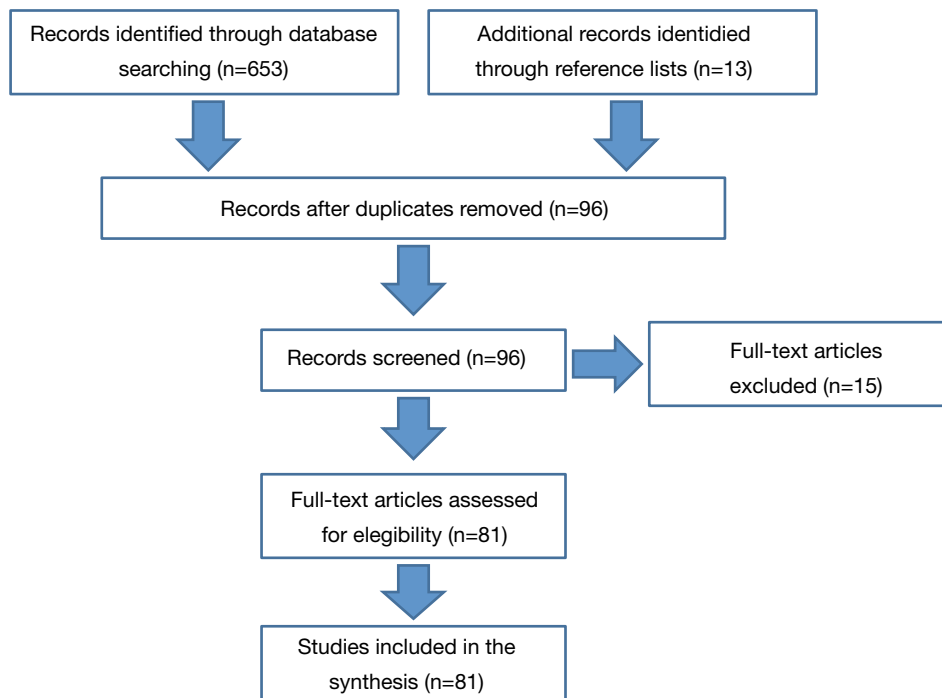 Records identified through database
searching (n=653)
Additional records identidied
through reference lists (n=13)
Records after duplicates removed (n=96)
Records screened (n=96)
Full-text articles
excluded (n=15)
Full-text articles assessed
for elegibility (n=81)
Studies included in the
synthesis (n=81)